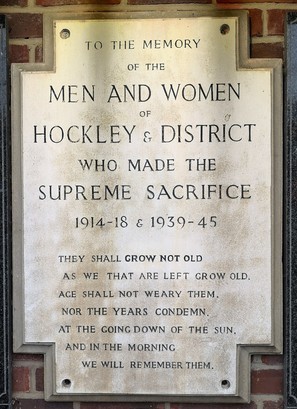 TO THE MEMORY
OF THE
MEN AND WOMEN
OF
HOCKLEY & DISTRICT
WHO MADE THE
SUPREME SACRIFICE
1914-18 & 1939-45
THEY SHALL GROW NOT OLD
AS WE THAT ARE LEFT GROW OLD.
AGE SHALL NOT WEARY THEM,
NOR THE YEARS CONDEMN.
AT THE GOING DOWN OF THE SUN,
AND IN THE MORNING
WE WILL REMEMBER THEM.